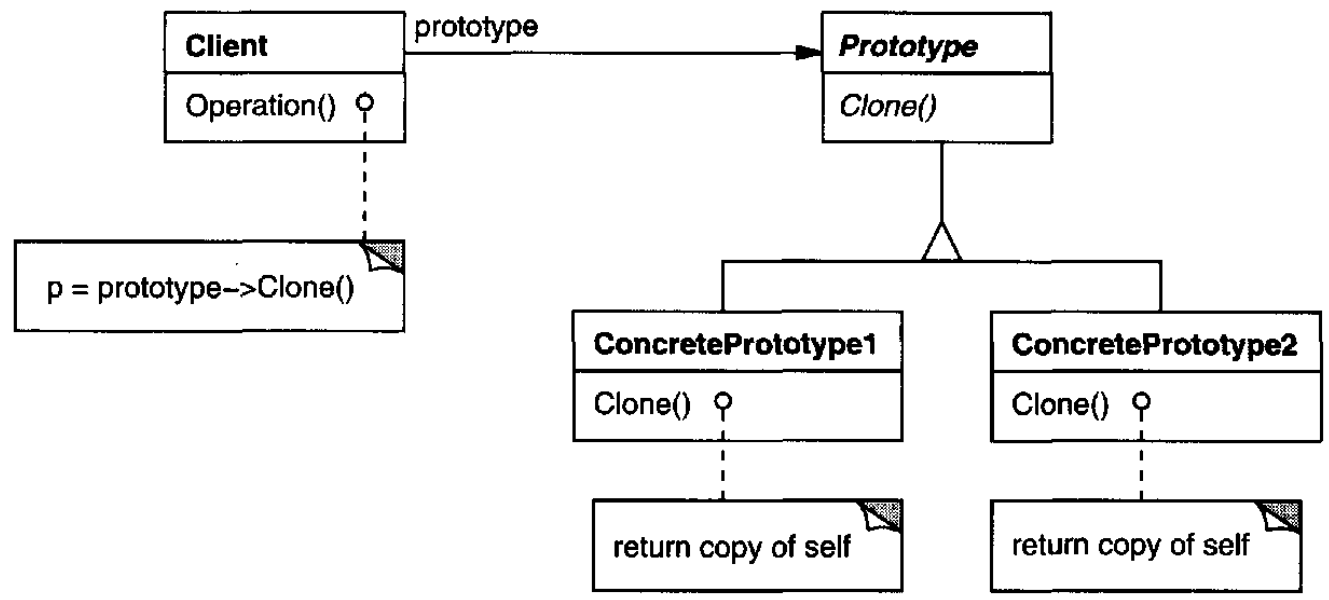 Client
prototype
Prototype
Operation()
Clone()
p = prototype->Clone()
ConcretePrototype1
ConcretePrototype2
Clone()
Clone()
return copy of self
return copy of self